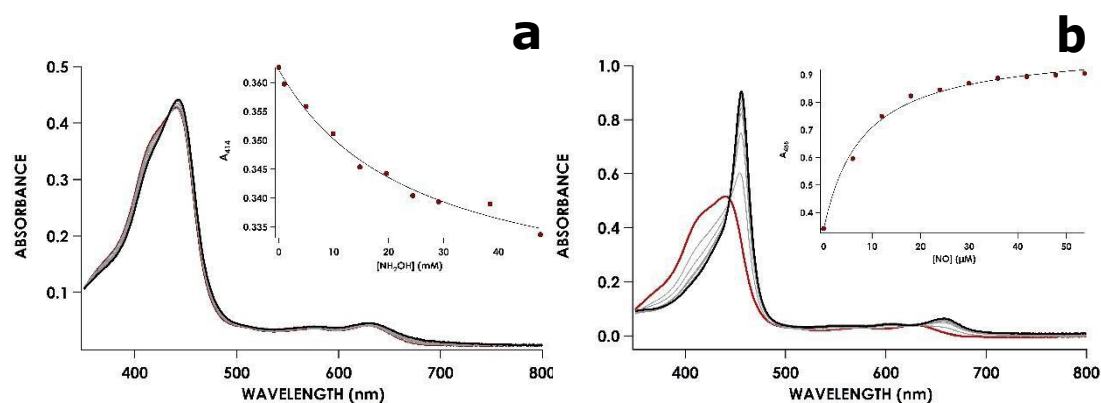 a
0.5
0.4
0.3
0.2
0.1
ABSORBANCE
400 500 600 700 800
WAVELENGTH (nm)
0.360
0.355
0.350
0.345
0.340
0.335
A₄₁₄
0 10 20 30 40
[NH₂OH] (mM)
b
1.0
0.8
0.6
0.4
0.2
0.0
ABSORBANCE
400 500 600 700 800
WAVELENGTH (nm)
0.9
0.8
0.7
0.6
0.5
0.4
0 10 20 30 40 50
[NO] (µM)